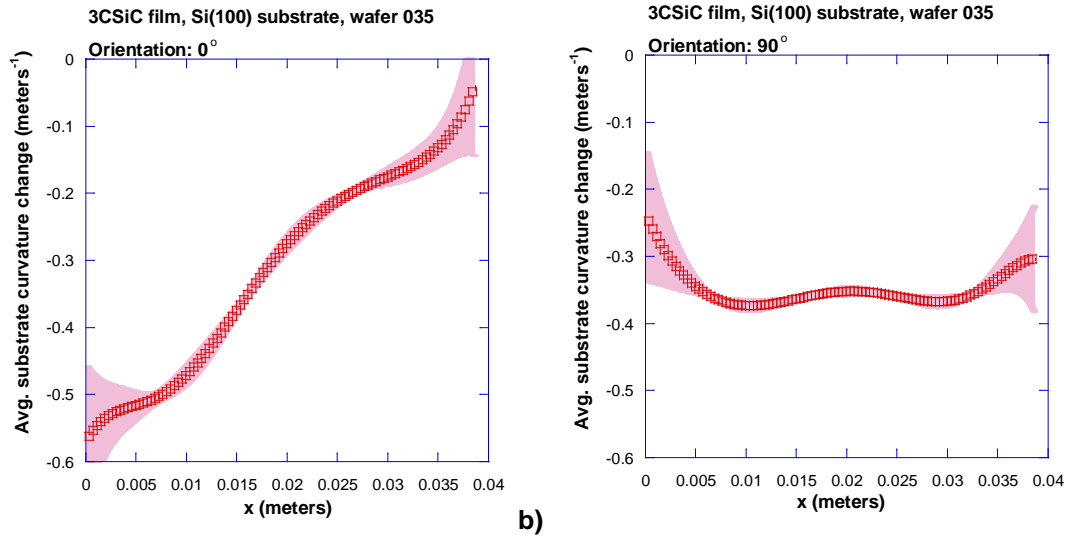 3CSiC film, Si(100) substrate, wafer 035
Orientation: 0°
Avg. substrate curvature change (meters⁻¹)
0
-0.1
-0.2
-0.3
-0.4
-0.5
-0.6
0 0.005 0.01 0.015 0.02 0.025 0.03 0.035 0.04
x (meters)
b)
3CSiC film, Si(100) substrate, wafer 035
Orientation: 90°
Avg. substrate curvature change (meters⁻¹)
0
-0.1
-0.2
-0.3
-0.4
-0.5
-0.6
0 0.005 0.01 0.015 0.02 0.025 0.03 0.035 0.04
x (meters)